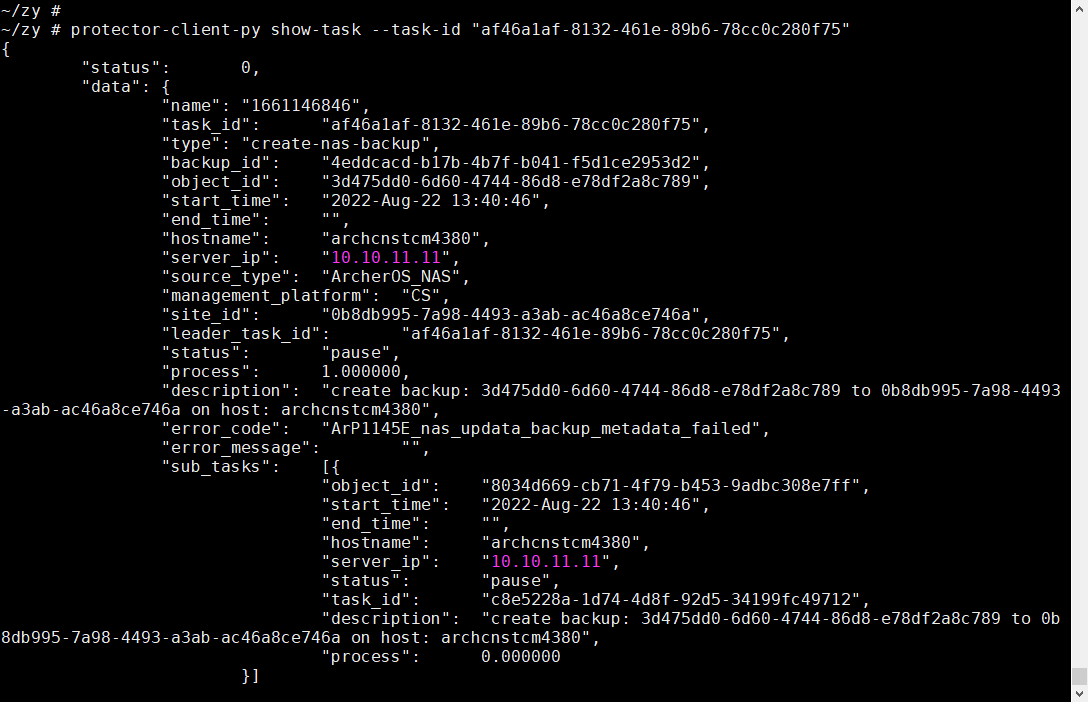 ~/zy #
~/zy # protector-client-py show-task --task-id "af46a1af-8132-461e-89b6-78cc0c280f75"
{
        "status":       0,
        "data": {
                "name": "1661146846",
                "task_id":      "af46a1af-8132-461e-89b6-78cc0c280f75",
                "type": "create-nas-backup",
                "backup_id":    "4eddcacd-b17b-4b7f-b041-f5d1ce2953d2",
                "object_id":    "3d475dd0-6d60-4744-86d8-e78df2a8c789",
                "start_time":   "2022-Aug-22 13:40:46",
                "end_time":     "",
                "hostname":     "archcnstcm4380",
                "server_ip":    "10.10.11.11",
                "source_type":  "ArcherOS_NAS",
                "management_platform":  "CS",
                "site_id":      "0b8db995-7a98-4493-a3ab-ac46a8ce746a",
                "leader_task_id":       "af46a1af-8132-461e-89b6-78cc0c280f75",
                "status":       "pause",
                "process":      1.000000,
                "description":  "create backup: 3d475dd0-6d60-4744-86d8-e78df2a8c789 to 0b8db995-7a98-4493
-a3ab-ac46a8ce746a on host: archcnstcm4380",
                "error_code":   "ArP1145E_nas_updata_backup_metadata_failed",
                "error_message":        "",
                "sub_tasks":    [{
                                "object_id":    "8034d669-cb71-4f79-b453-9adbc308e7ff",
                                "start_time":   "2022-Aug-22 13:40:46",
                                "end_time":     "",
                                "hostname":     "archcnstcm4380",
                                "server_ip":    "10.10.11.11",
                                "status":       "pause",
                                "task_id":      "c8e5228a-1d74-4d8f-92d5-34199fc49712",
                                "description":  "create backup: 3d475dd0-6d60-4744-86d8-e78df2a8c789 to 0b
8db995-7a98-4493-a3ab-ac46a8ce746a on host: archcnstcm4380",
                                "process":      0.000000
                        }]